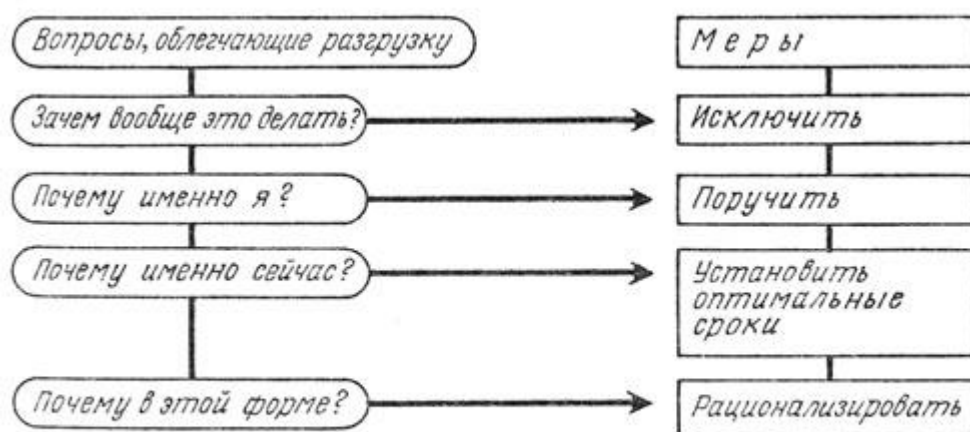 Вопросы, облегчающие разгрузку
Меры
Зачем вообще это делать?
Исключить
Почему именно я?
Поручить
Почему именно сейчас?
Установить
оптимальные
сроки
Почему в этой форме?
Рационализировать